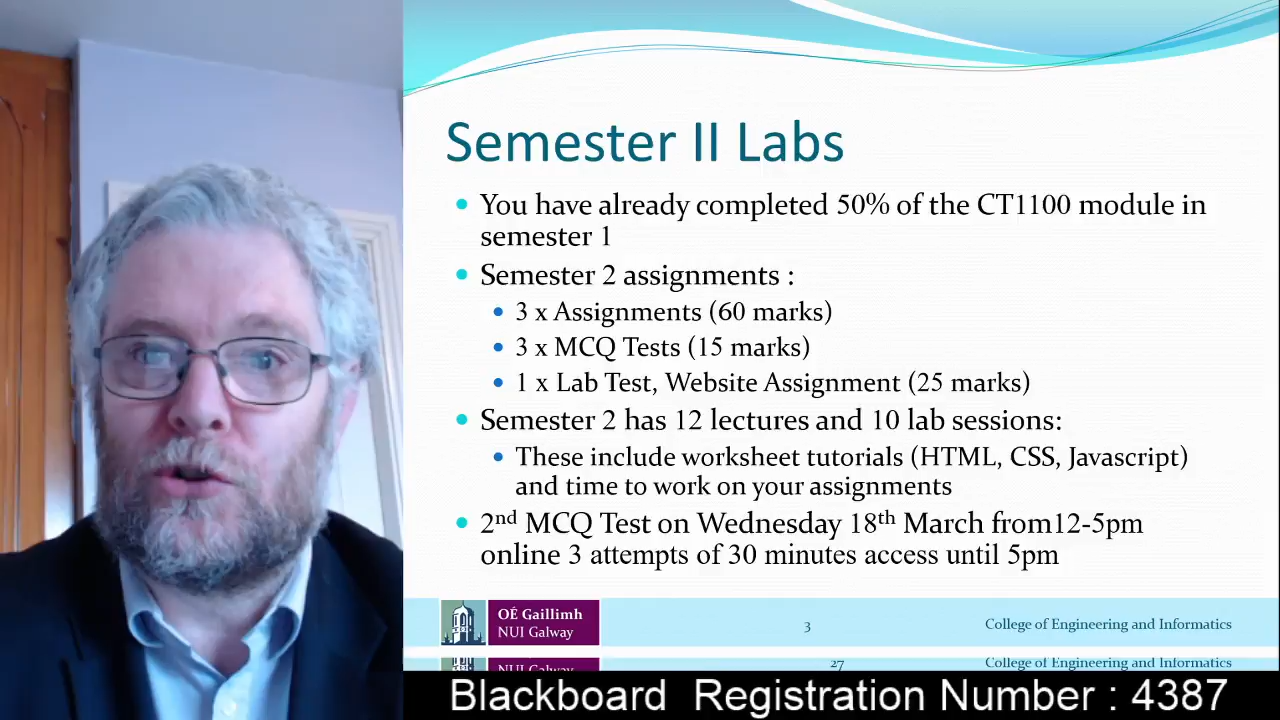 Semester II Labs
You have already completed 50% of the CT1100 module in
semester 1
Semester 2 assignments :
3 x Assignments (60 marks)
3 x MCQ Tests (15 marks)
1 x Lab Test, Website Assignment (25 marks)
Semester 2 has 12 lectures and 10 lab sessions:
These include worksheet tutorials (HTML, CSS, Javascript)
and time to work on your assignments
2nd MCQ Test on Wednesday 18th March from12-5pm
online 3 attempts of 30 minutes access until 5pm
OÉ Gaillimh
NUI Galway
3
College of Engineering and Informatics
NUI Galway
27
College of Engineering and Informatics
Blackboard Registration Number : 4387